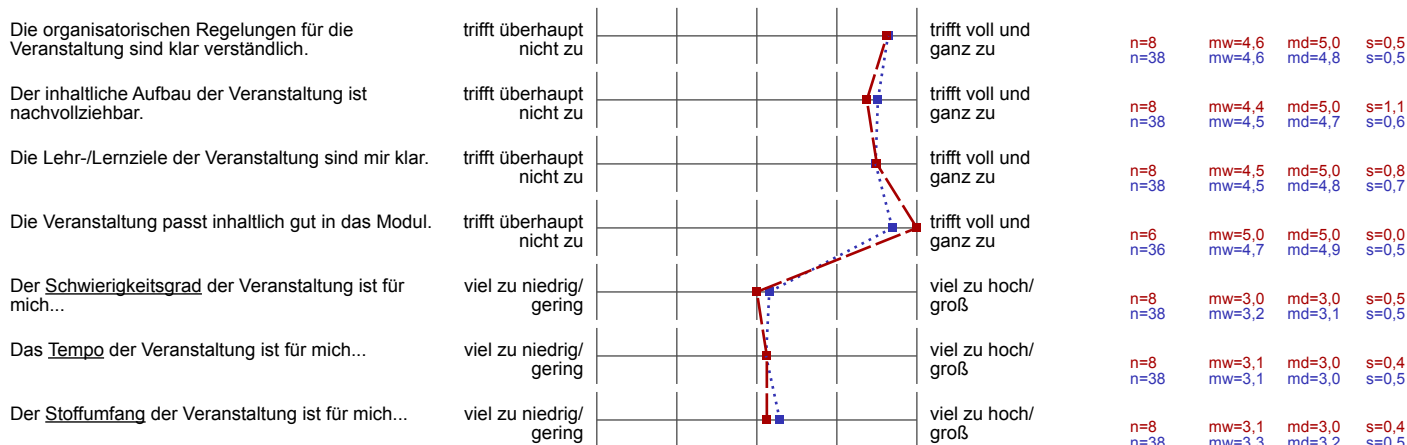 Die organisatorischen Regelungen für die
Veranstaltung sind klar verständlich.
trifft überhaupt
nicht zu
trifft voll und
ganz zu
n=8 mw=4,6 md=5,0 s=0,5
n=38 mw=4,6 md=4,8 s=0,5
Der inhaltliche Aufbau der Veranstaltung ist
nachvollziehbar.
trifft überhaupt
nicht zu
trifft voll und
ganz zu
n=8 mw=4,4 md=5,0 s=1,1
n=38 mw=4,5 md=4,7 s=0,6
Die Lehr-/Lernziele der Veranstaltung sind mir klar.
trifft überhaupt
nicht zu
trifft voll und
ganz zu
n=8 mw=4,5 md=5,0 s=0,8
n=38 mw=4,5 md=4,8 s=0,7
Die Veranstaltung passt inhaltlich gut in das Modul.
trifft überhaupt
nicht zu
trifft voll und
ganz zu
n=6 mw=5,0 md=5,0 s=0,0
n=36 mw=4,7 md=4,9 s=0,5
Der Schwierigkeitsgrad der Veranstaltung ist für
mich...
viel zu niedrig/
gering
viel zu hoch/
groß
n=8 mw=3,0 md=3,0 s=0,5
n=38 mw=3,2 md=3,1 s=0,5
Das Tempo der Veranstaltung ist für mich...
viel zu niedrig/
gering
viel zu hoch/
groß
n=8 mw=3,1 md=3,0 s=0,4
n=38 mw=3,1 md=3,0 s=0,5
Der Stoffumfang der Veranstaltung ist für mich...
viel zu niedrig/
gering
viel zu hoch/
groß
n=8 mw=3,1 md=3,0 s=0,4
n=38 mw=3,3 md=3,2 s=0,5